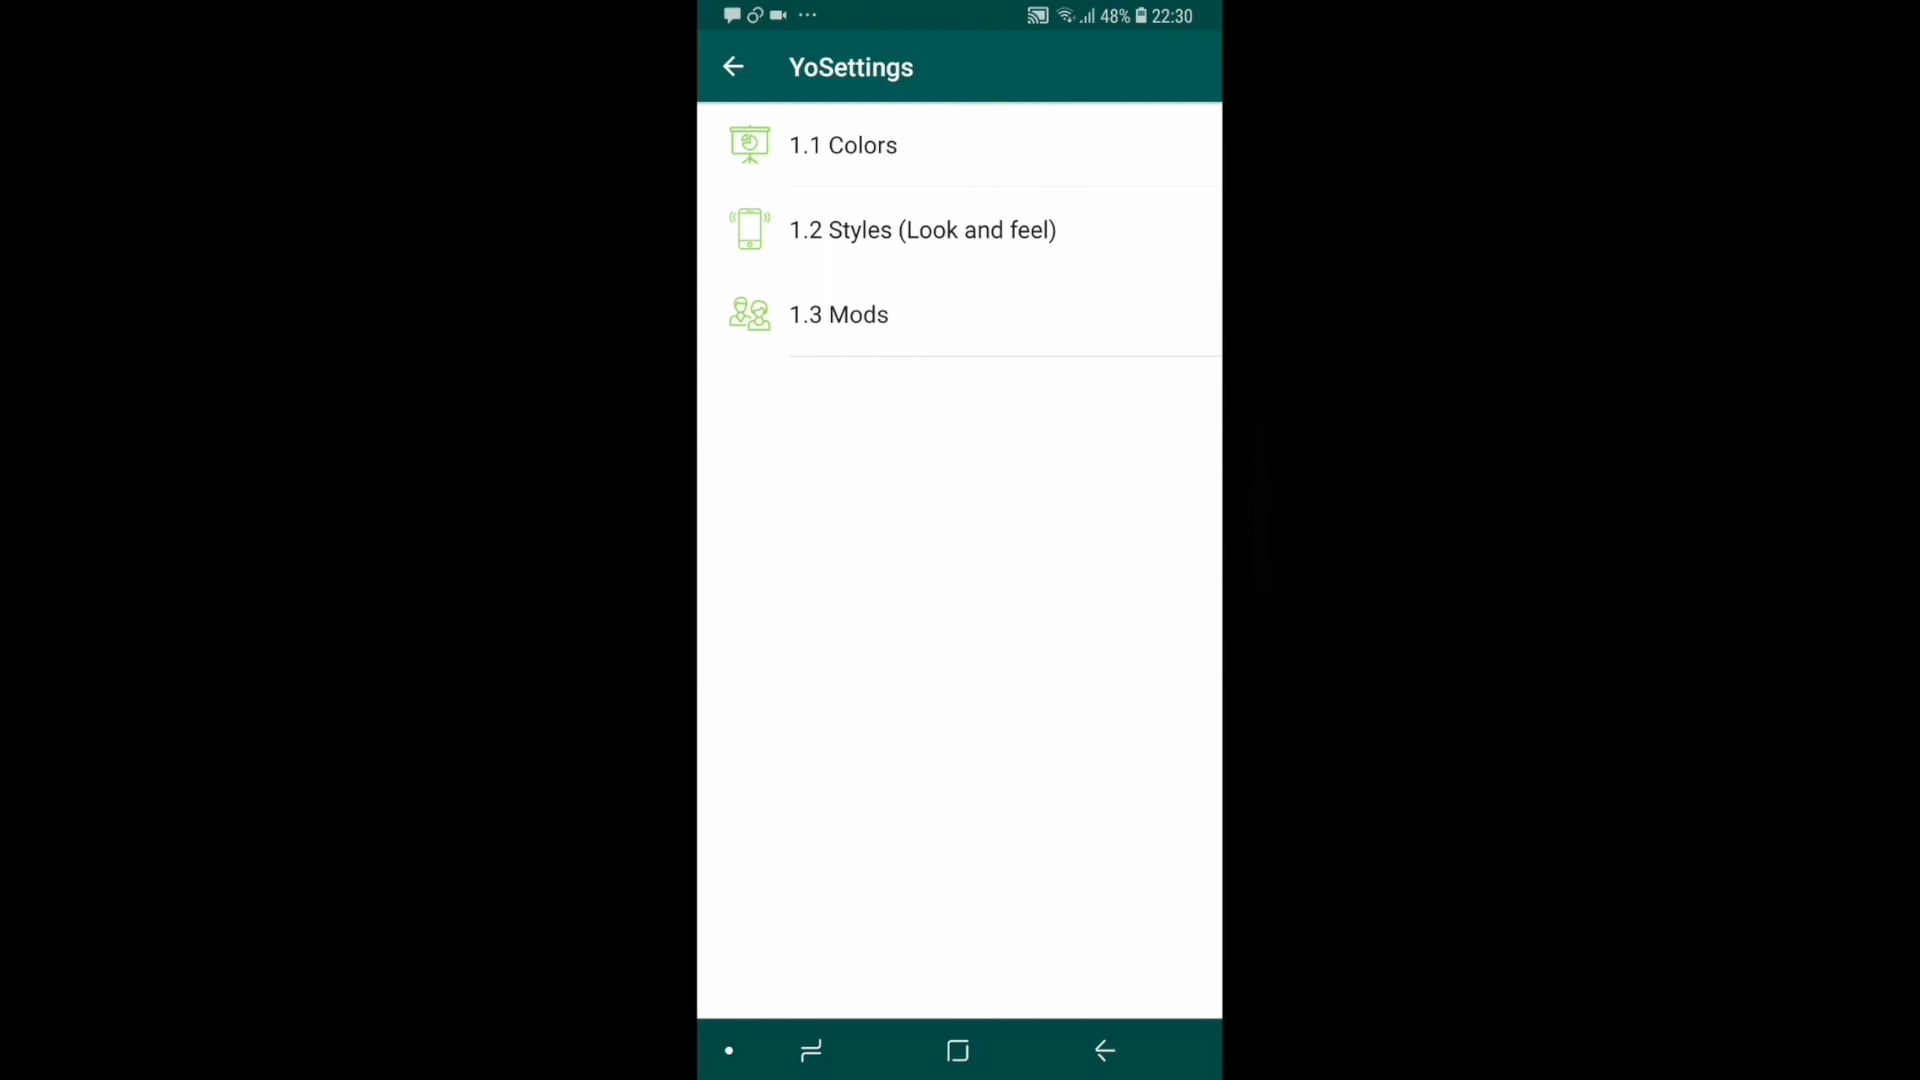 48% 22:30
YoSettings
1.1 Colors
1.2 Styles (Look and feel)
1.3 Mods